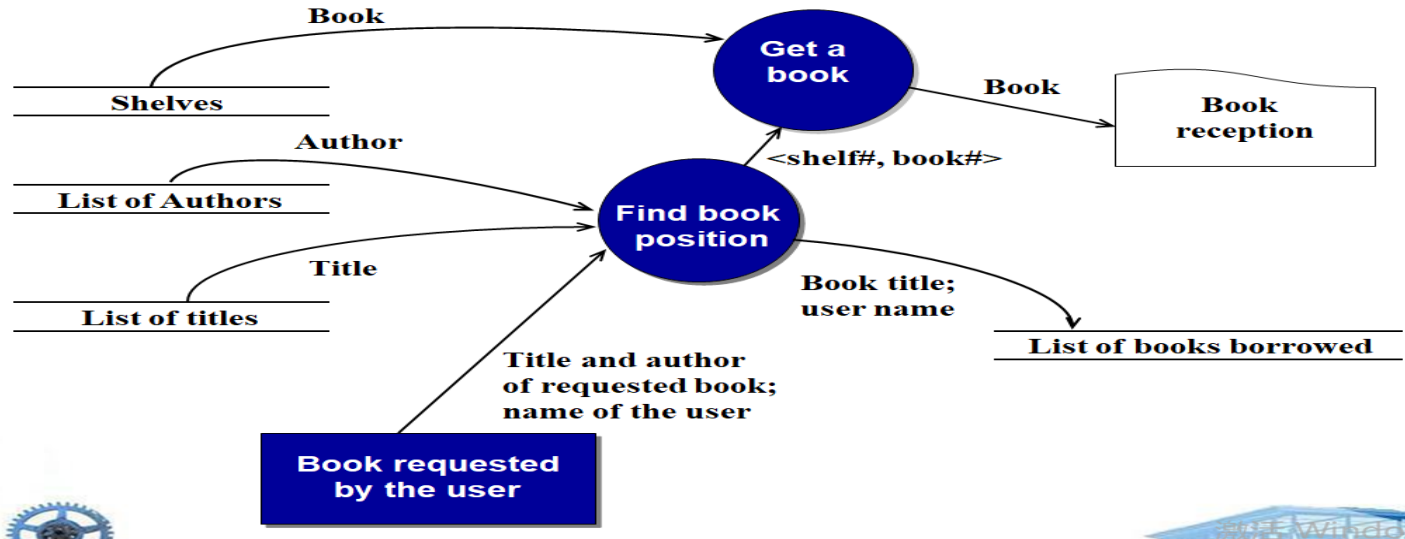 Book
Get a
book
Shelves
Book
Book
reception
Author
<shelf#, book#>
List of Authors
Find book
position
Title
Book title;
user name
List of titles
List of books borrowed
Title and author
of requested book;
name of the user
Book requested
by the user